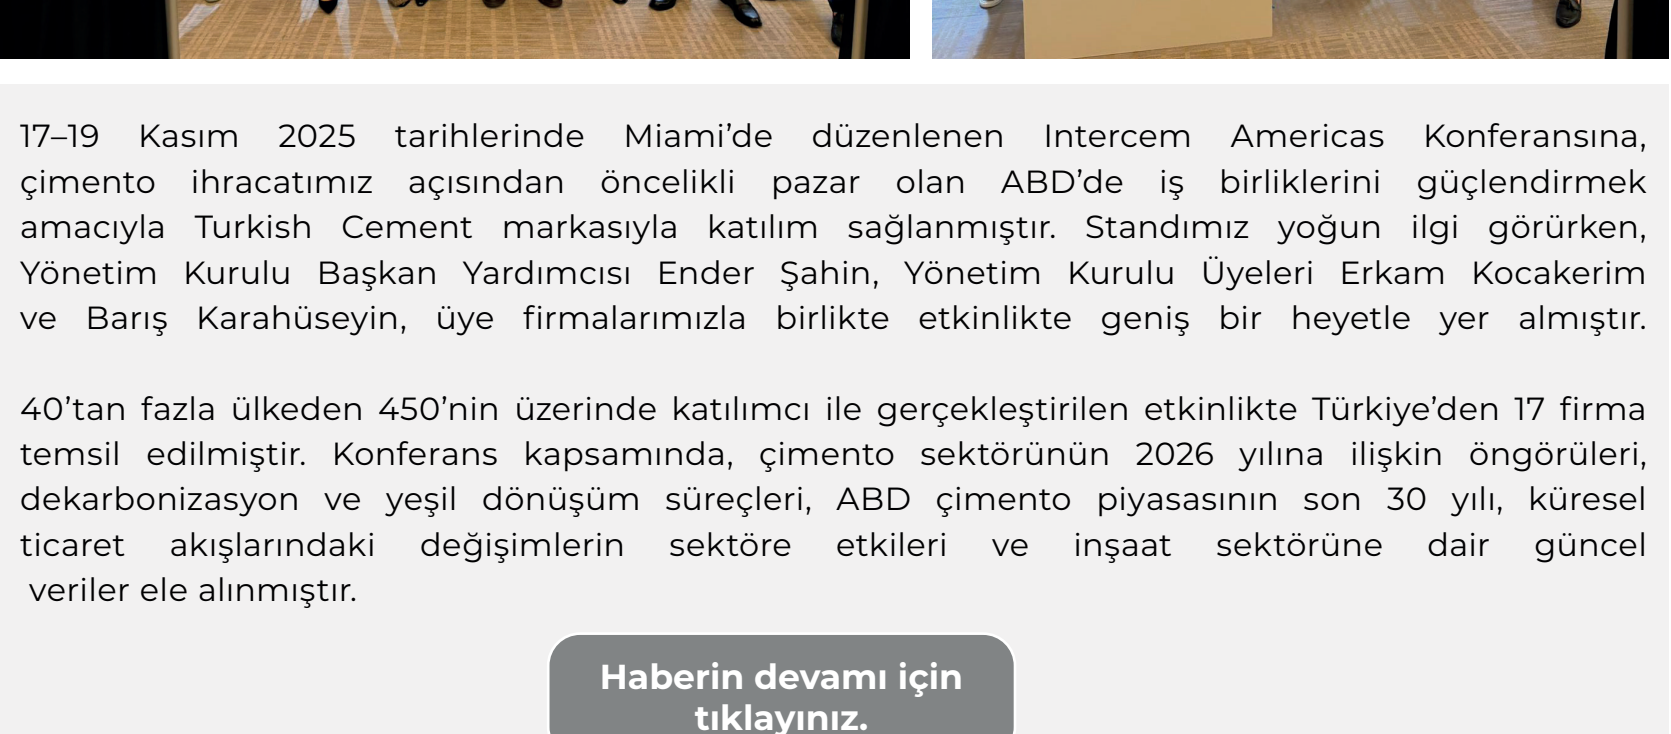 17–19 Kasım 2025 tarihlerinde Miami’de düzenlenen Intercem Americas Konferansına,
çimento ihracatımız açısından öncelikli pazar olan ABD’de iş birliklerini güçlendirmek
amacıyla Turkish Cement markasıyla katılım sağlanmıştır. Standımız yoğun ilgi görürken,
Yönetim Kurulu Başkan Yardımcısı Ender Şahin, Yönetim Kurulu Üyeleri Erkam Kocakerim
ve Barış Karahüseyin, üye firmalarımızla birlikte etkinlikte geniş bir heyetle yer almıştır.
40’tan fazla ülkeden 450’nin üzerinde katılımcı ile gerçekleştirilen etkinlikte Türkiye’den 17 firma
temsil edilmiştir. Konferans kapsamında, çimento sektörünün 2026 yılına ilişkin öngörüleri,
dekarbonizasyon ve yeşil dönüşüm süreçleri, ABD çimento piyasasının son 30 yılı, küresel
ticaret akışlarındaki değişimlerin sektöre etkileri ve inşaat sektörüne dair güncel
veriler ele alınmıştır.
Haberin devamı için
tıklayınız.